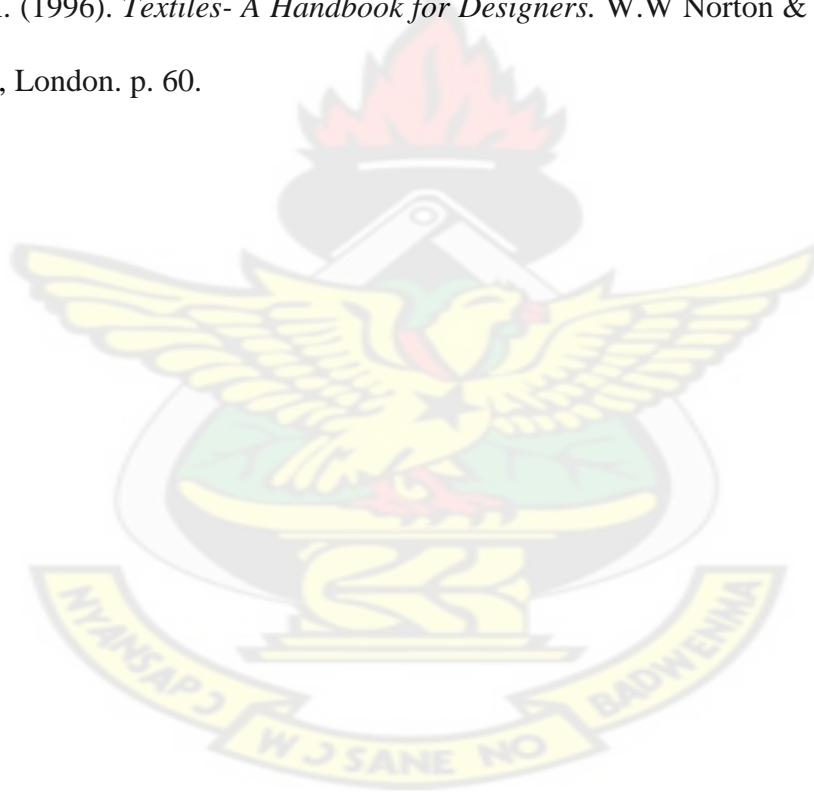 . (1996). Textiles- A Handbook for Designers. W.W Norton &
, London. p. 60.
NYANSAPƆ
WƆSANE NO
BADWENMA